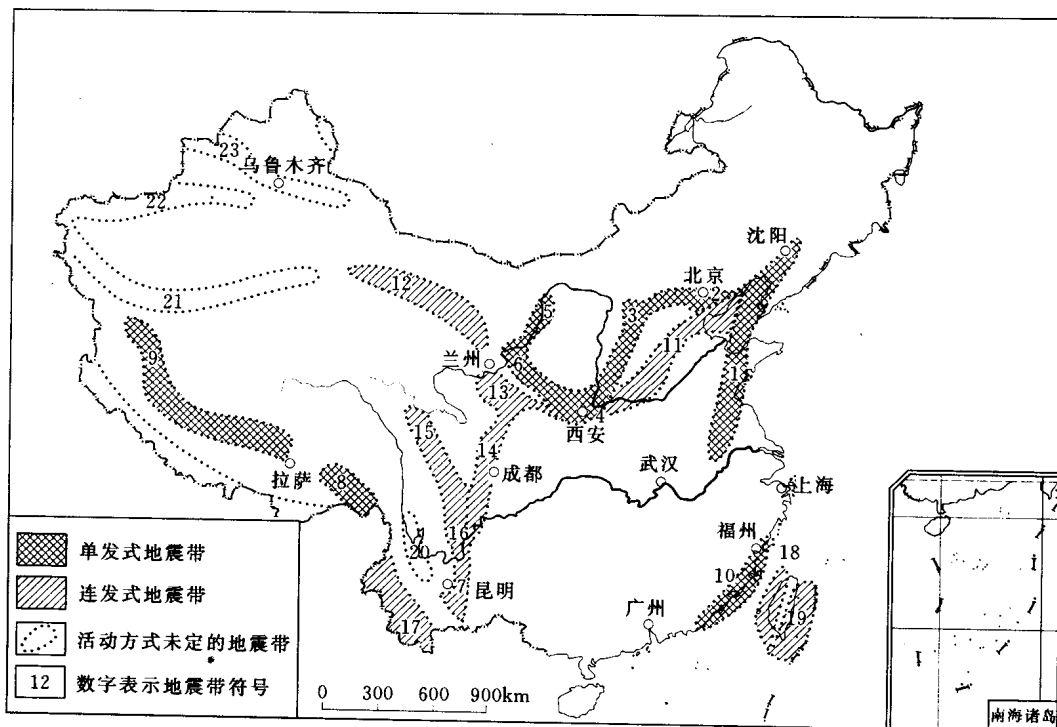 23
乌鲁木齐
22
沈阳
北京
2
12
21
5
3
9
兰州
6
11
13
1
4
西安
15
14
成都
武汉
上海
拉萨
8
16
福州
18
20
7
昆明
10
19
广州
17
单发式地震带
连发式地震带
活动方式未定的地震带
12 数字表示地震带符号
0 300 600 900km
南海诸岛